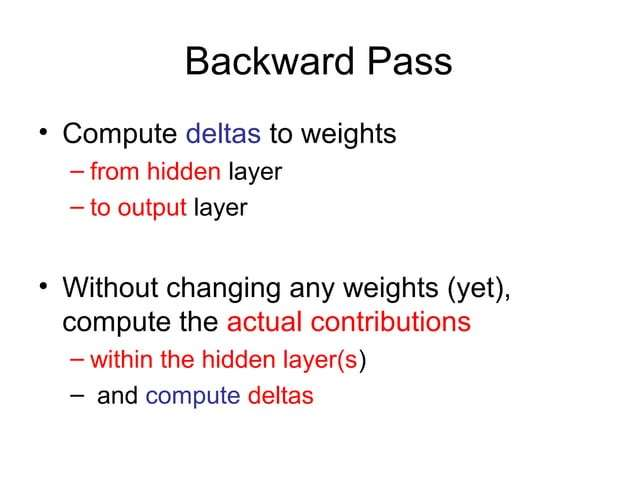 Backward Pass
• Compute deltas to weights
– from hidden layer
– to output layer
• Without changing any weights (yet),
compute the actual contributions
– within the hidden layer(s)
– and compute deltas